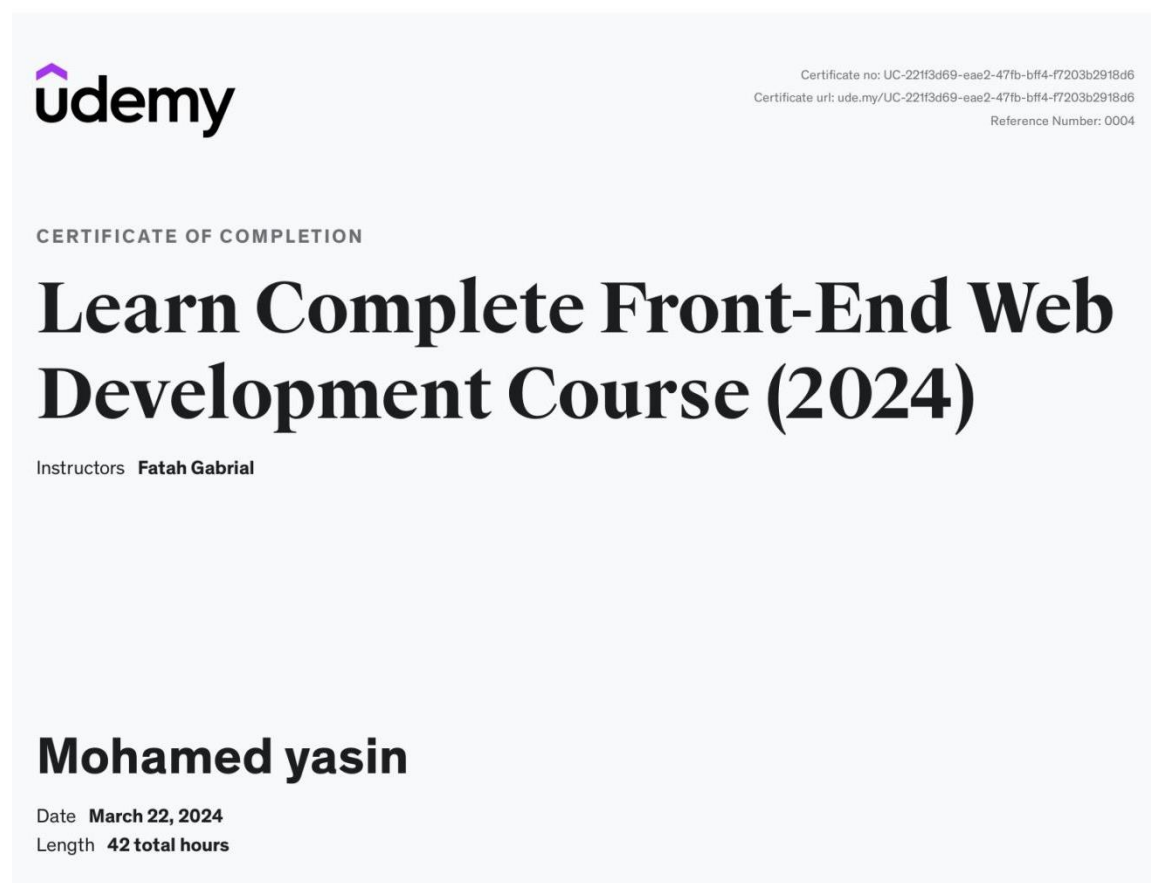 udemy
Certificate no: UC-221f3d69-eae2-47fb-bff4-f7203b2918d6
Certificate url: ude.my/UC-221f3d69-eae2-47fb-bff4-f7203b2918d6
Reference Number: 0004
CERTIFICATE OF COMPLETION
Learn Complete Front-End Web
Development Course (2024)
Instructors Fatah Gabrial
Mohamed yasin
Date March 22, 2024
Length 42 total hours